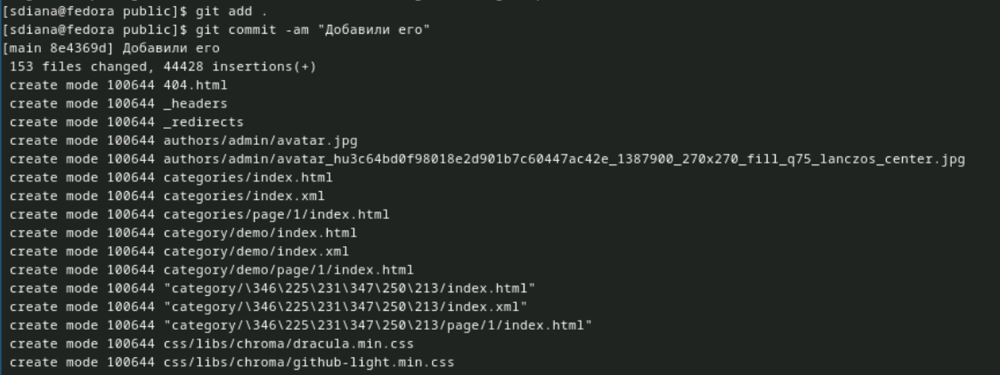 [sdiana@fedora public]$ git add .
[sdiana@fedora public]$ git commit -am "Добавили его"
[main 8e4369d] Добавили его
 153 files changed, 44428 insertions(+)
 create mode 100644 404.html
 create mode 100644 _headers
 create mode 100644 _redirects
 create mode 100644 authors/admin/avatar.jpg
 create mode 100644 authors/admin/avatar_hu3c64bd0f98018e2d901b7c60447ac42e_1387900_270x270_fill_q75_lanczos_center.jpg
 create mode 100644 categories/index.html
 create mode 100644 categories/index.xml
 create mode 100644 categories/page/1/index.html
 create mode 100644 category/demo/index.html
 create mode 100644 category/demo/index.xml
 create mode 100644 category/demo/page/1/index.html
 create mode 100644 "category/\346\225\231\347\250\213/index.html"
 create mode 100644 "category/\346\225\231\347\250\213/index.xml"
 create mode 100644 "category/\346\225\231\347\250\213/page/1/index.html"
 create mode 100644 css/libs/chroma/dracula.min.css
 create mode 100644 css/libs/chroma/github-light.min.css